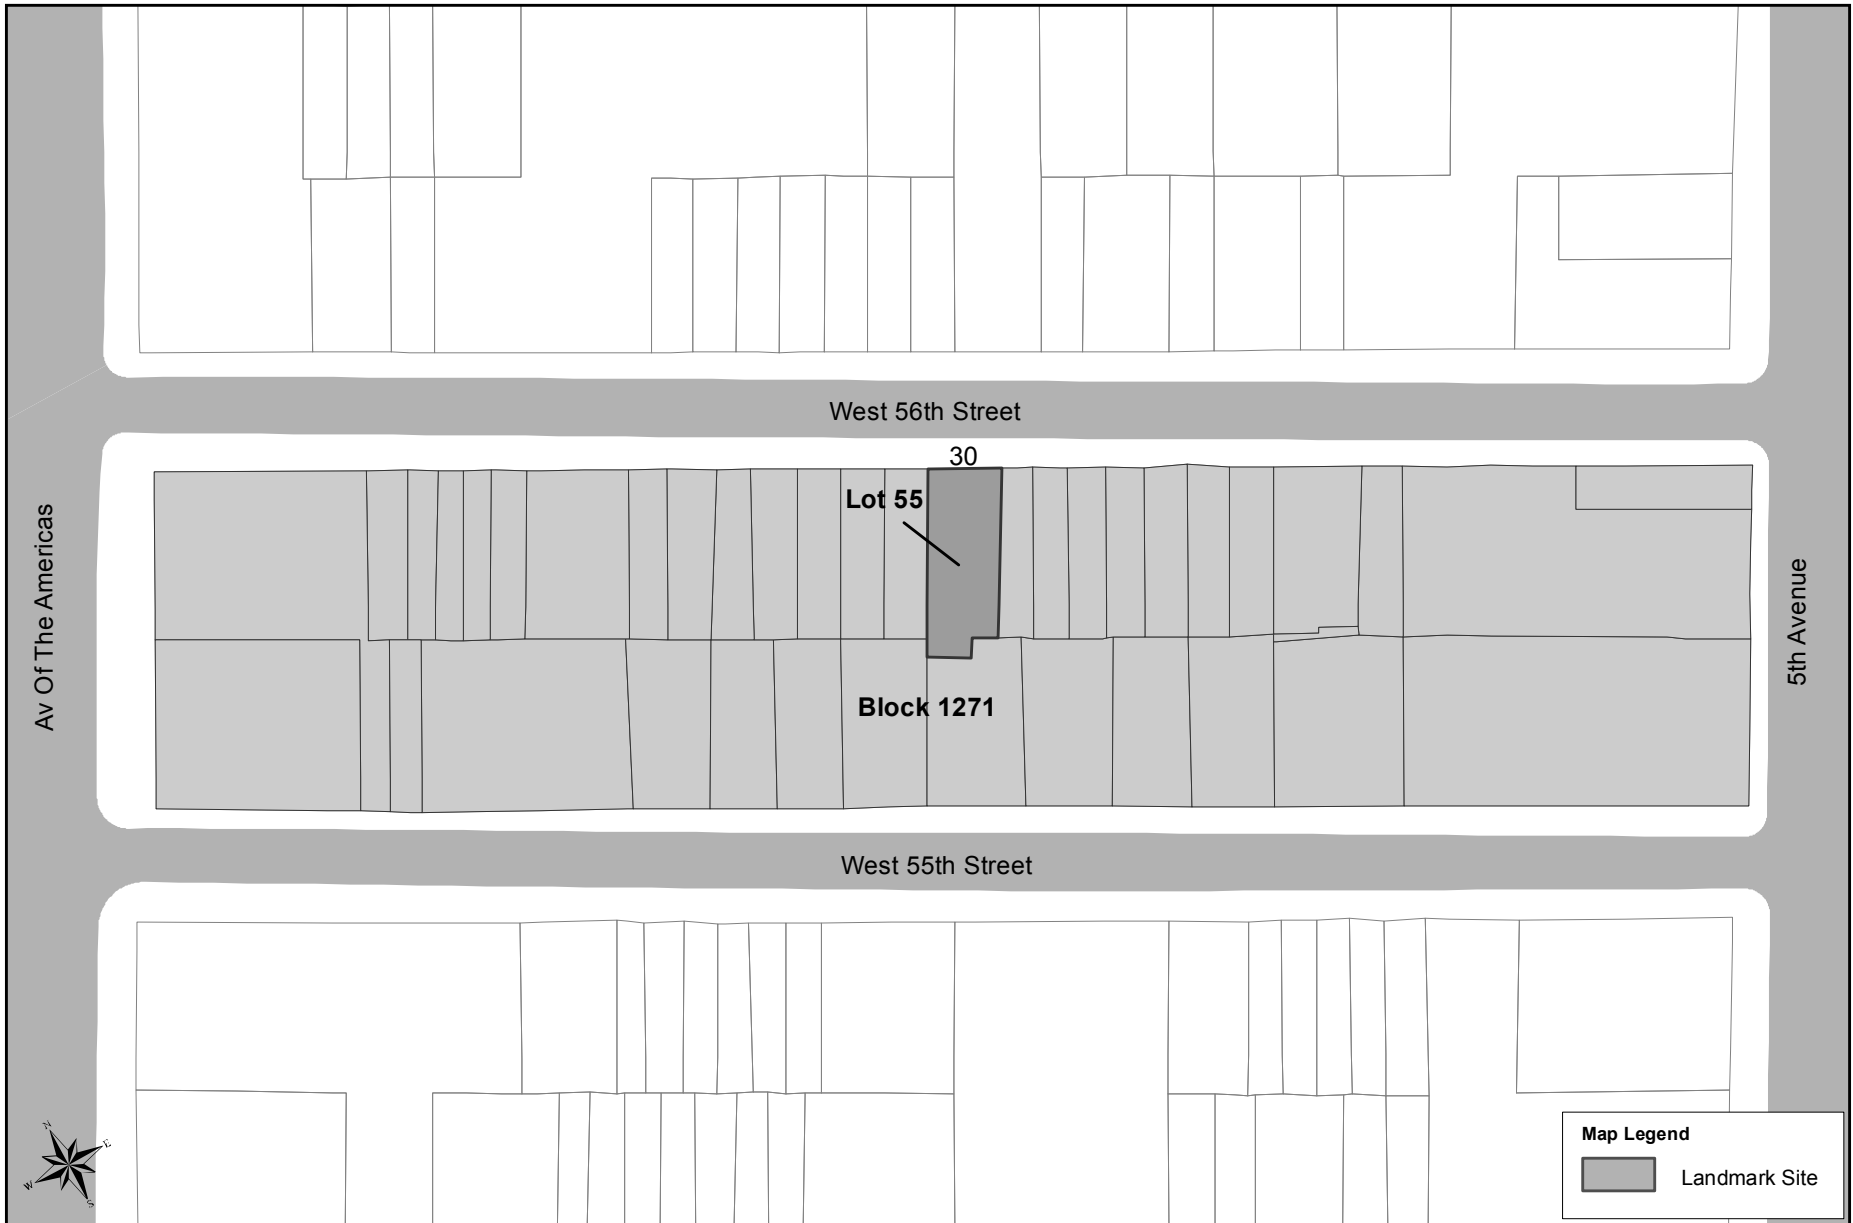 West 56th Street
30
Lot 55
Av Of The Americas
5th Avenue
Block 1271
West 55th Street
N
E
W
S
Map Legend
Landmark Site